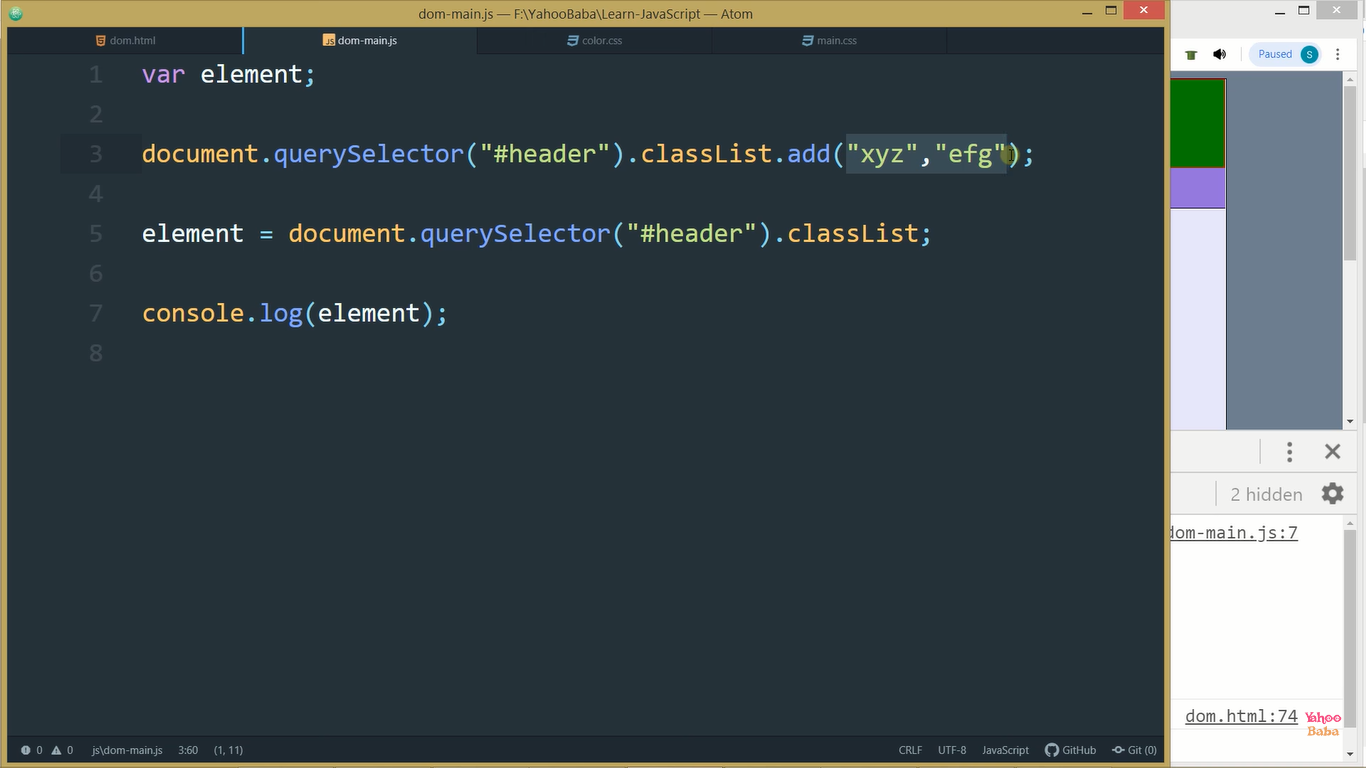 dom-main.js — F:\YahooBaba\Learn-JavaScript — Atom
dom.html
dom-main.js
color.css
main.css
Paused S
1 var element;
2
3 document.querySelector("#header").classList.add("xyz","efg");
4
5 element = document.querySelector("#header").classList;
6
7 console.log(element);
8
2 hidden
dom-main.js:7
dom.html:74
Yahoo
Baba
0 0 js\dom-main.js 3:60 (1, 11) CRLF UTF-8 JavaScript GitHub Git (0)